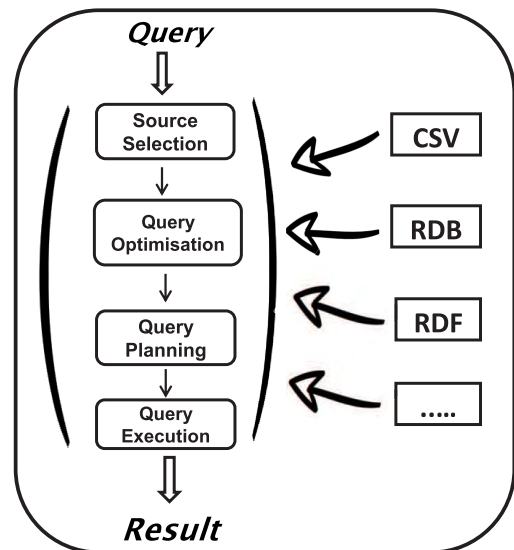 Query
Source
Selection
Query
Optimisation
Query
Planning
Query
Execution
Result
CSV
RDB
RDF
.....